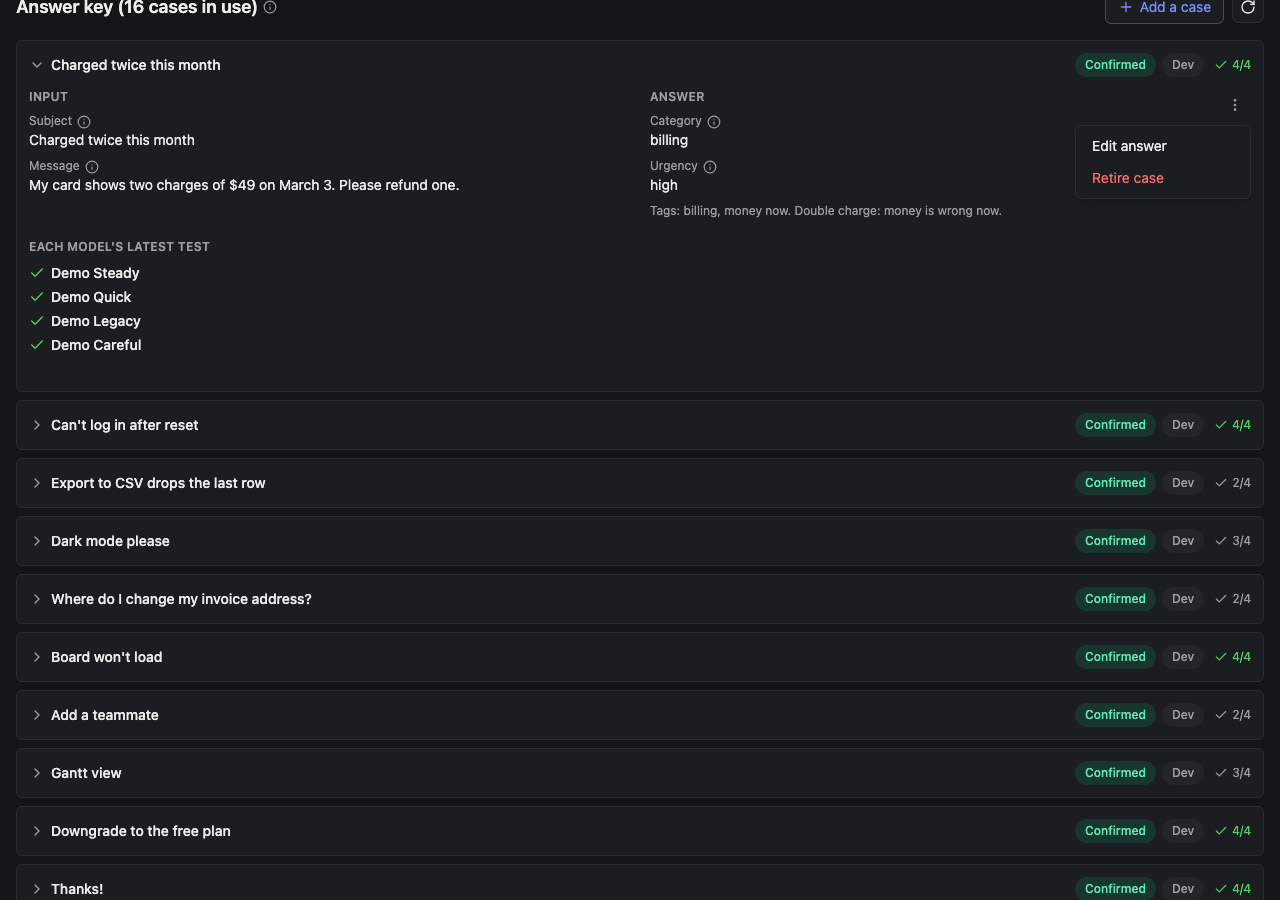 Answer key (16 cases in use)
+ Add a case
Charged twice this month
Confirmed Dev 4/4
INPUT
Subject
Charged twice this month
Message
My card shows two charges of $49 on March 3. Please refund one.
ANSWER
Category
billing
Urgency
high
Tags: billing, money now. Double charge: money is wrong now.
Edit answer
Retire case
EACH MODEL'S LATEST TEST
Demo Steady
Demo Quick
Demo Legacy
Demo Careful
Can't log in after reset Confirmed Dev 4/4
Export to CSV drops the last row Confirmed Dev 2/4
Dark mode please Confirmed Dev 3/4
Where do I change my invoice address? Confirmed Dev 2/4
Board won't load Confirmed Dev 4/4
Add a teammate Confirmed Dev 2/4
Gantt view Confirmed Dev 3/4
Downgrade to the free plan Confirmed Dev 4/4
Thanks! Confirmed Dev 4/4